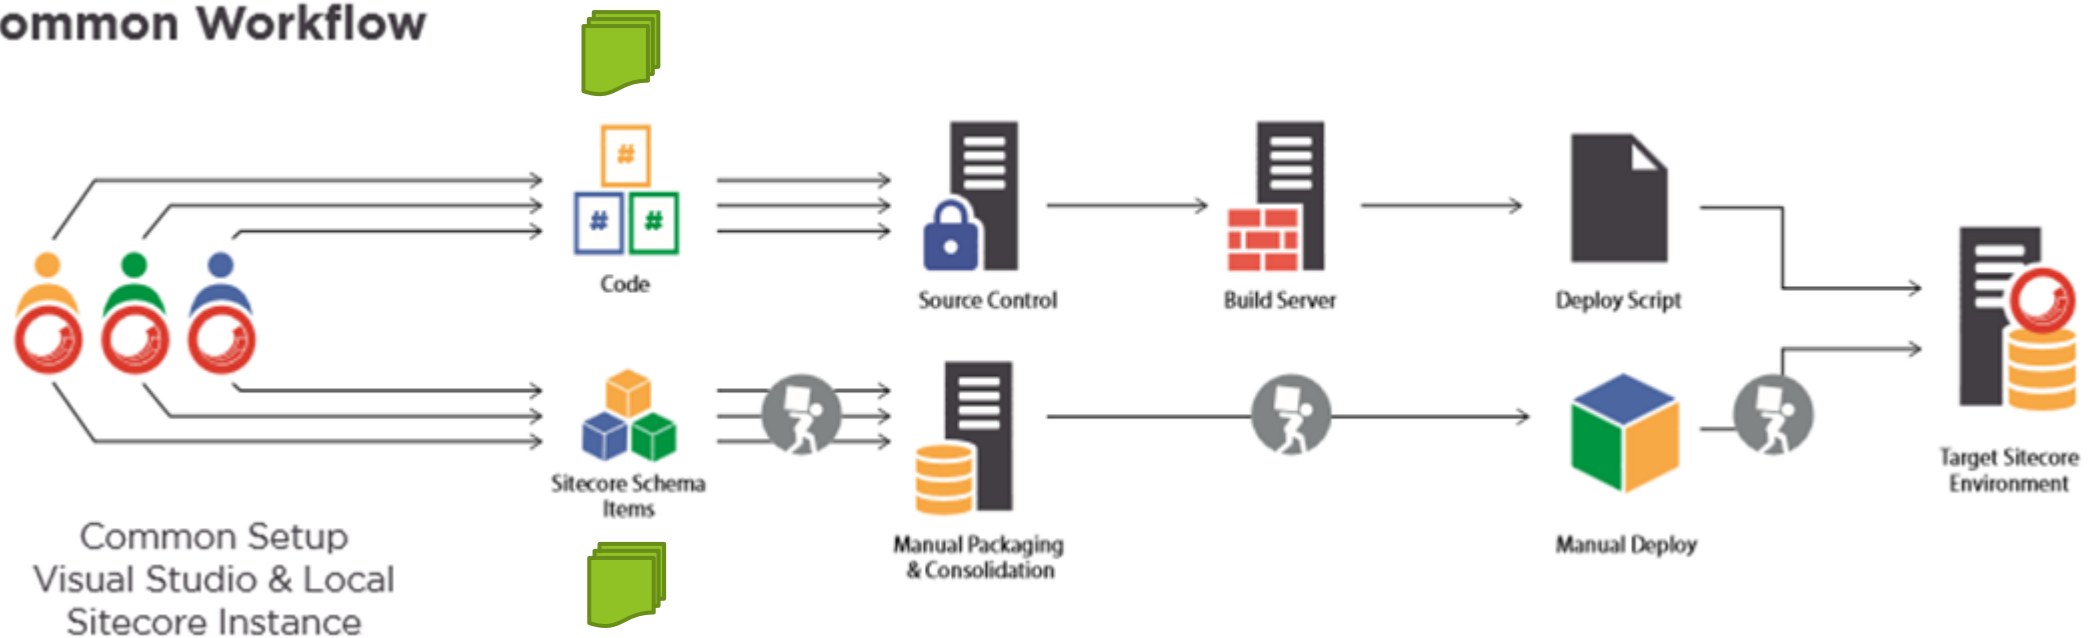 ommon Workflow
#
# #
Code
Source Control
Build Server
Deploy Script
Sitecore Schema
Items
Manual Packaging
& Consolidation
Manual Deploy
Target Sitecore
Environment
Common Setup
Visual Studio & Local
Sitecore Instance